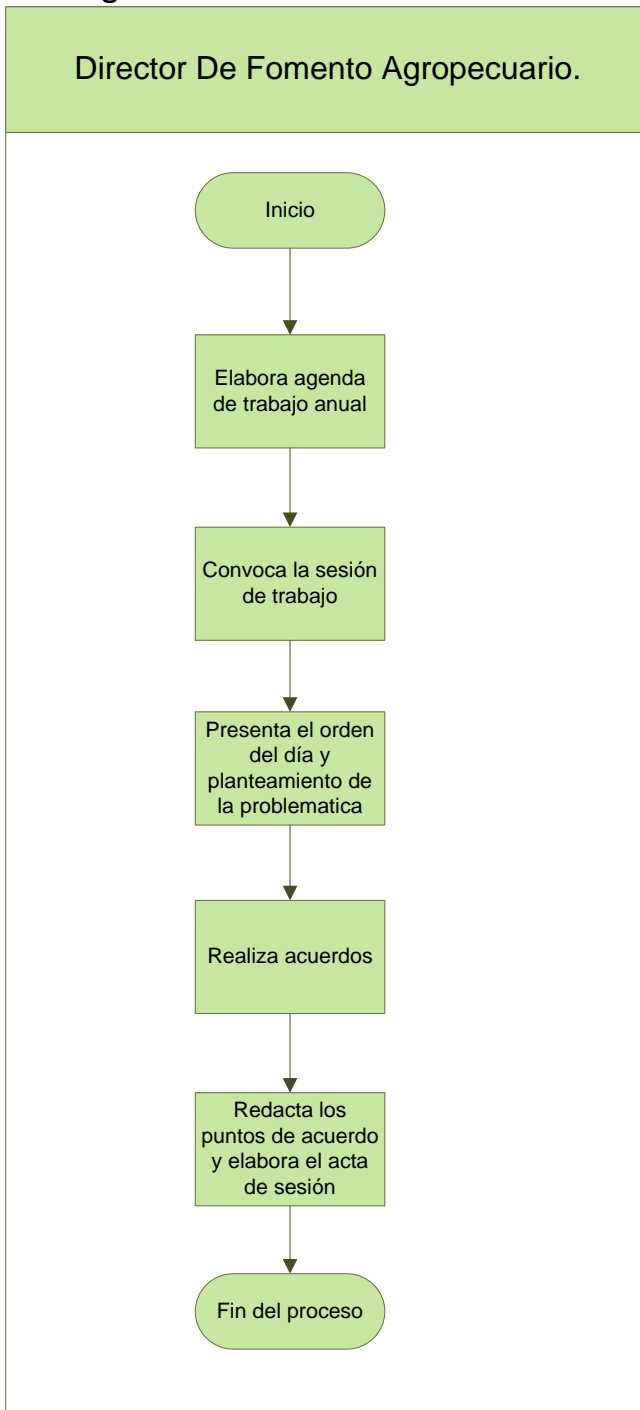 Director De Fomento Agropecuario.
Inicio
Elabora agenda
de trabajo anual
Convoca la sesión
de trabajo
Presenta el orden
del día y
planteamiento de
la problematica
Realiza acuerdos
Redacta los
puntos de acuerdo
y elabora el acta
de sesión
Fin del proceso